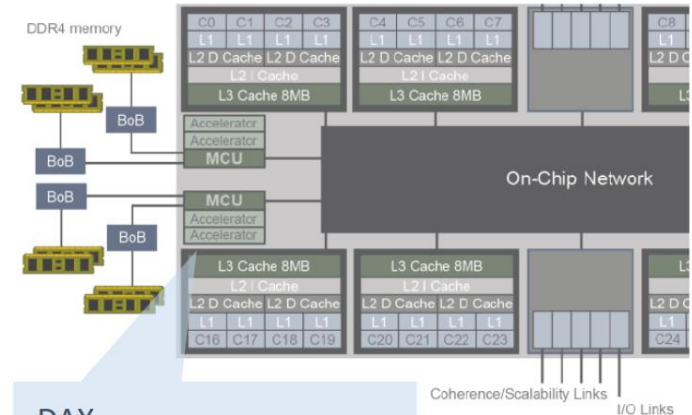 DDR4 memory
C0 C1 C2 C3
L1 L1 L1 L1
L2 D Cache L2 D Cache
L2 I Cache
L3 Cache 8MB
C4 C5 C6 C7
L1 L1 L1 L1
L2 D Cache L2 D Cache
L2 I Cache
L3 Cache 8MB
C8
L1
L2 D C
L3
BoB
BoB
BoB
BoB
Accelerator
Accelerator
MCU
MCU
Accelerator
Accelerator
On-Chip Network
L3 Cache 8MB
L2 I Cache
L2 D Cache L2 D Cache
L1 L1 L1 L1
C16 C17 C18 C19
L3 Cache 8MB
L2 I Cache
L2 D Cache L2 D Cache
L1 L1 L1 L1
C20 C21 C22 C23
L3
L2 D C
L1
C24
Coherence/Scalability Links
I/O Links
DAX